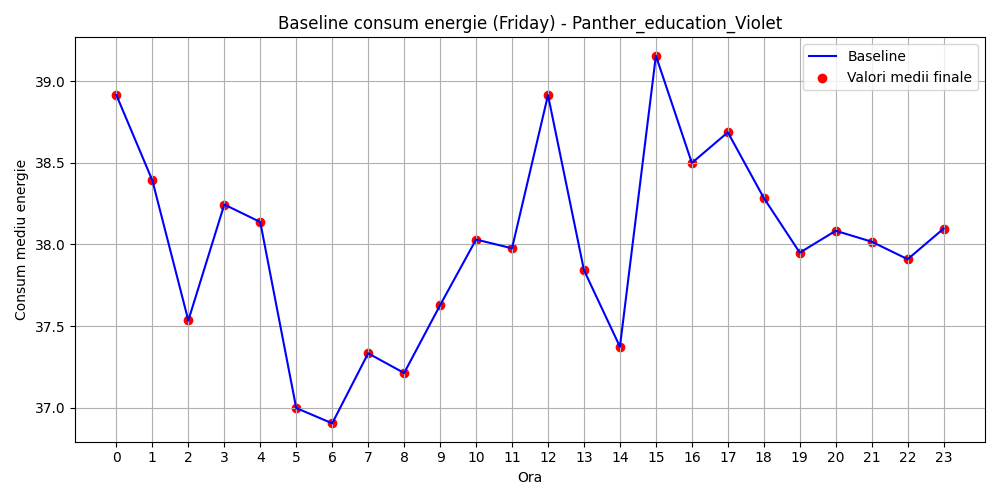 Baseline consum energie (Friday) - Panther_education_Violet
Baseline
Valori medii finale
Consum mediu energie
39.0
38.5
38.0
37.5
37.0
0 1 2 3 4 5 6 7 8 9 10 11 12 13 14 15 16 17 18 19 20 21 22 23
Ora